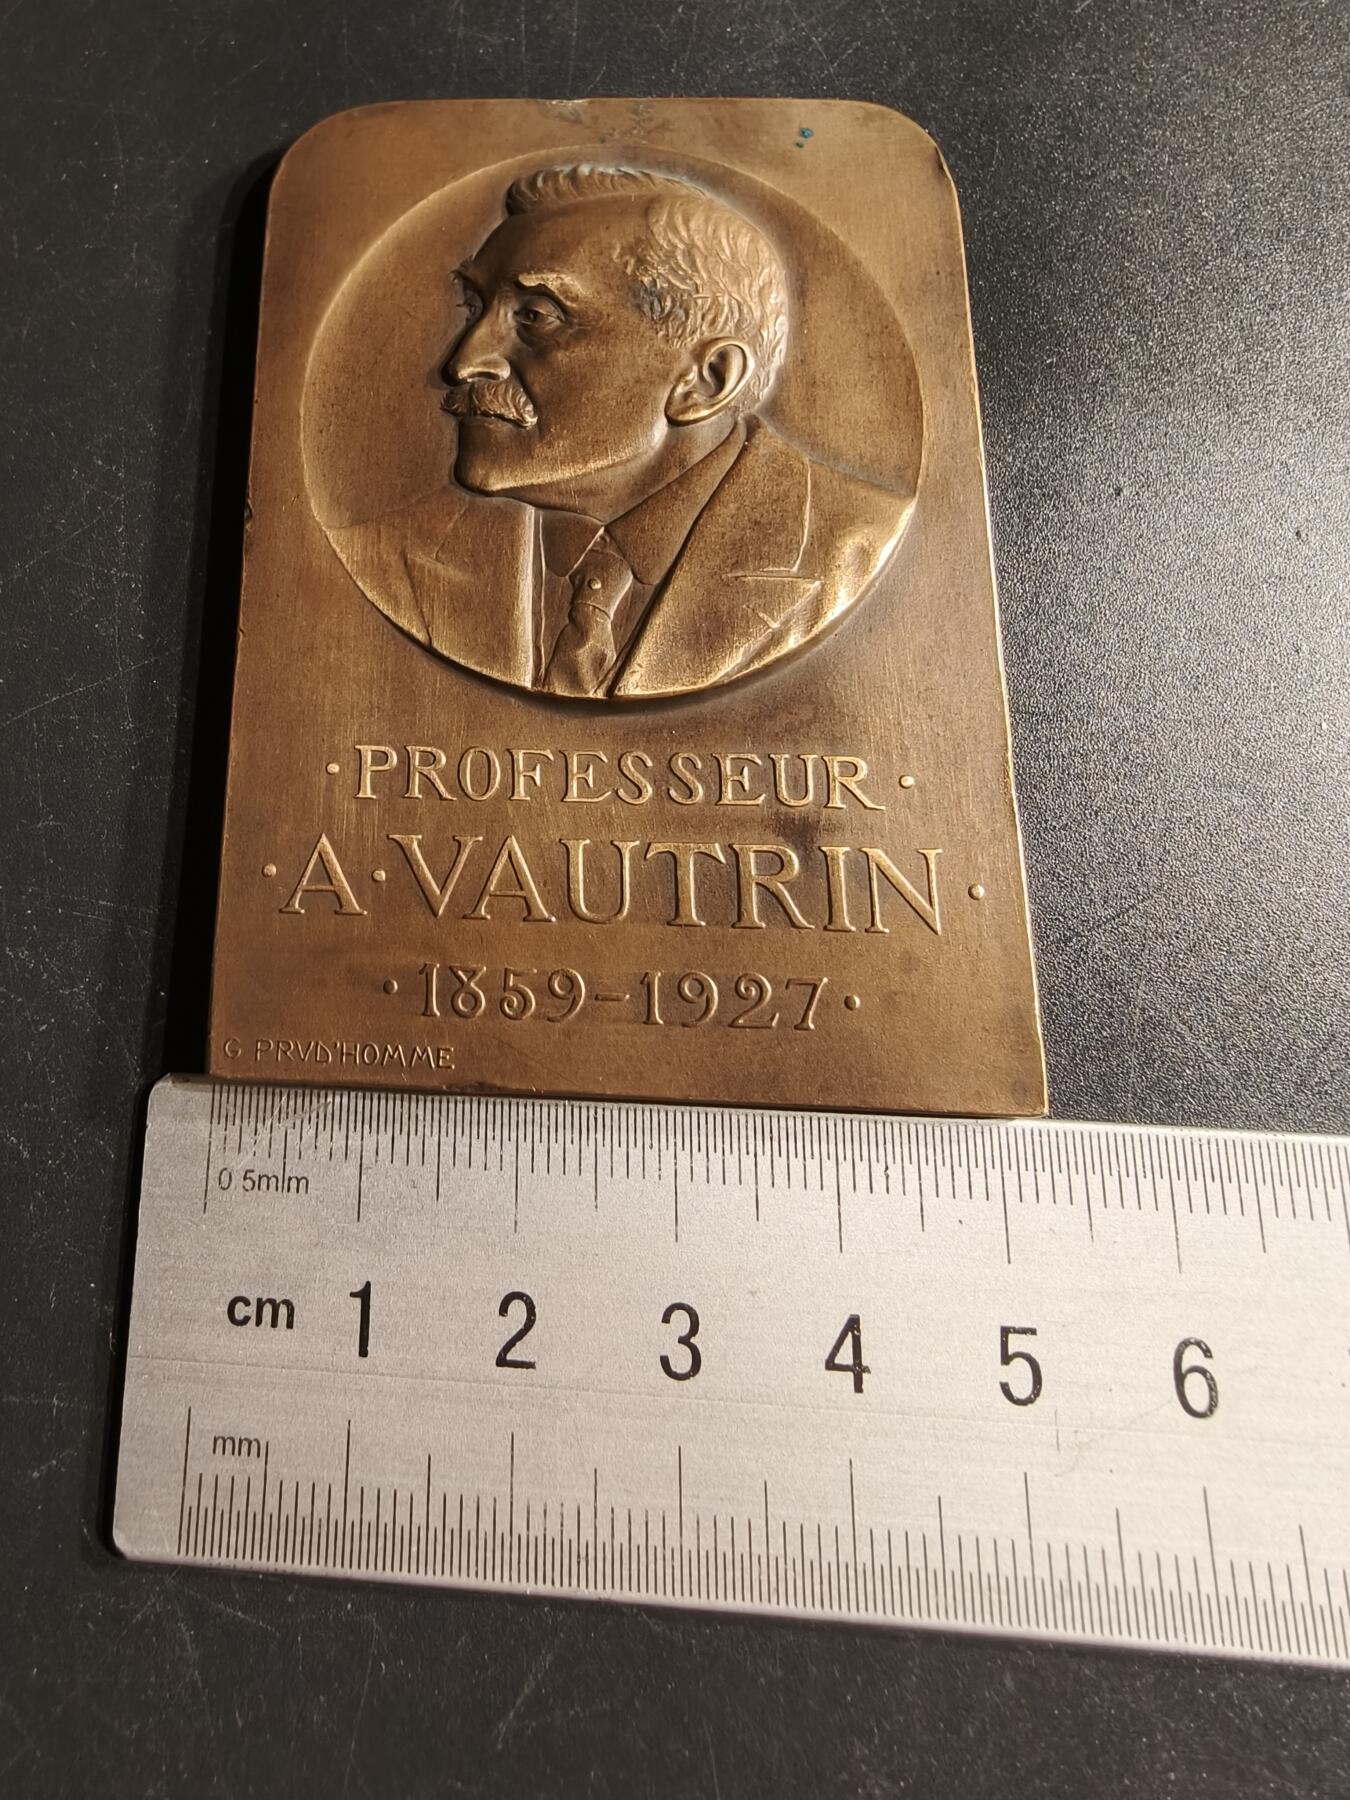 ·PROFESSEUR·
·A·VAUTRIN·
·1859-1927·
G PRVD'HOMME
0 5mm
cm 1 2 3 4 5 6
mm